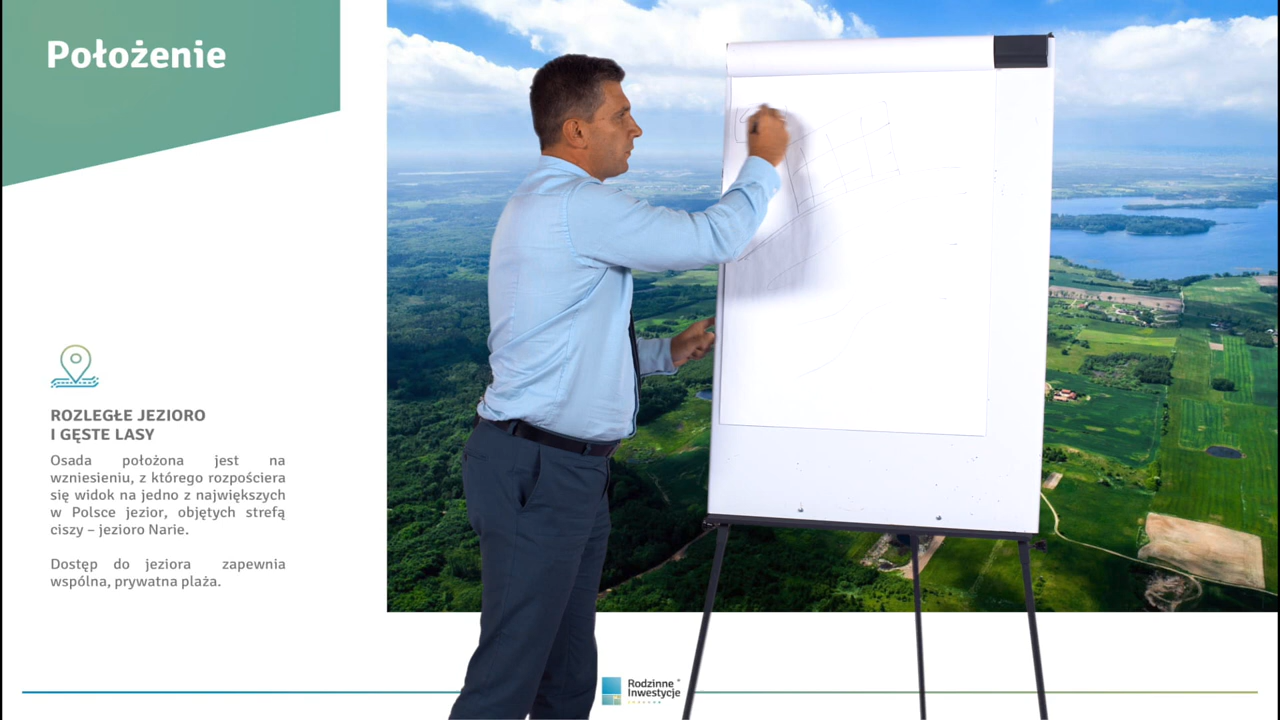 Położenie
ROZLEGŁE JEZIORO
I GĘSTE LASY
Osada położona jest na
wzniesieniu, z którego rozpościera
się widok na jedno z największych
w Polsce jezior, objętych strefą
ciszy – jezioro Narie.
Dostęp do jeziora zapewnia
wspólna, prywatna plaża.
Rodzinne
Inwestycje